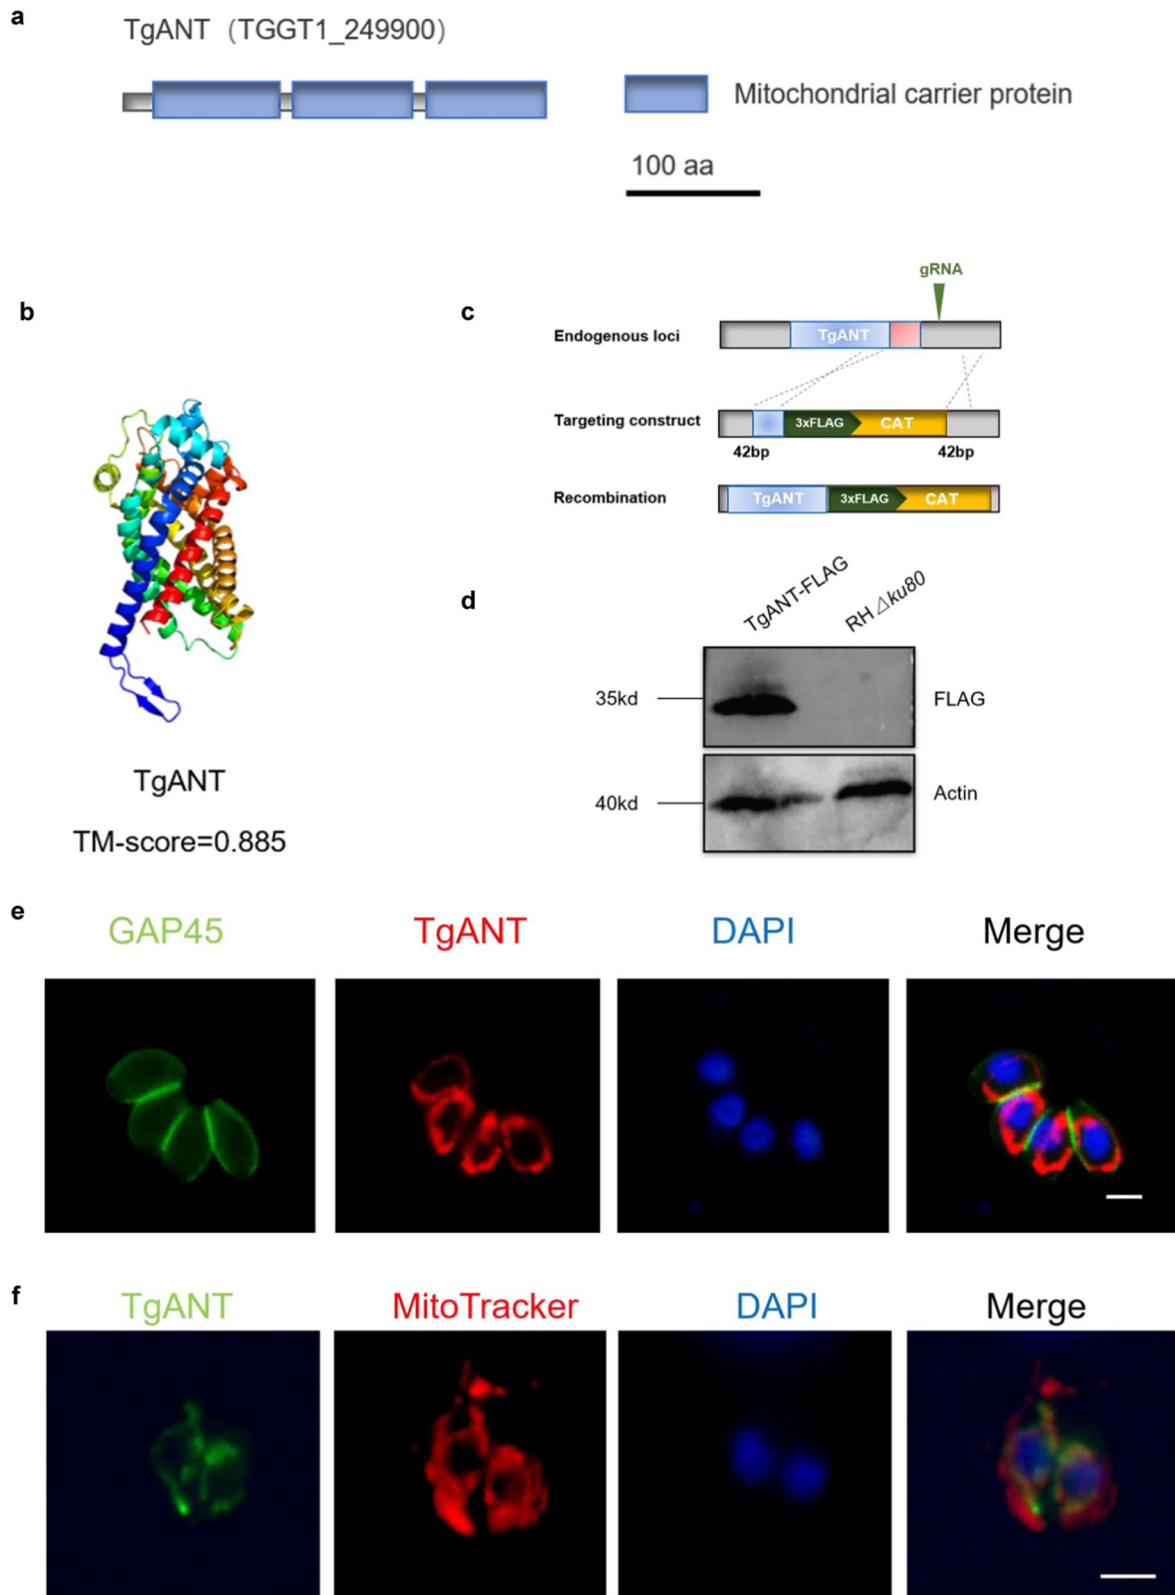 a
TgANT (TGGT1_249900)
Mitochondrial carrier protein
100 aa
b
TgANT
TM-score=0.885
c
gRNA
Endogenous loci
TgANT
Targeting construct
3xFLAG
CAT
42bp
42bp
Recombination
TgANT
3xFLAG
CAT
d
TgANT-FLAG
RH △ku80
35kd
FLAG
40kd
Actin
e
GAP45
TgANT
DAPI
Merge
f
TgANT
MitoTracker
DAPI
Merge